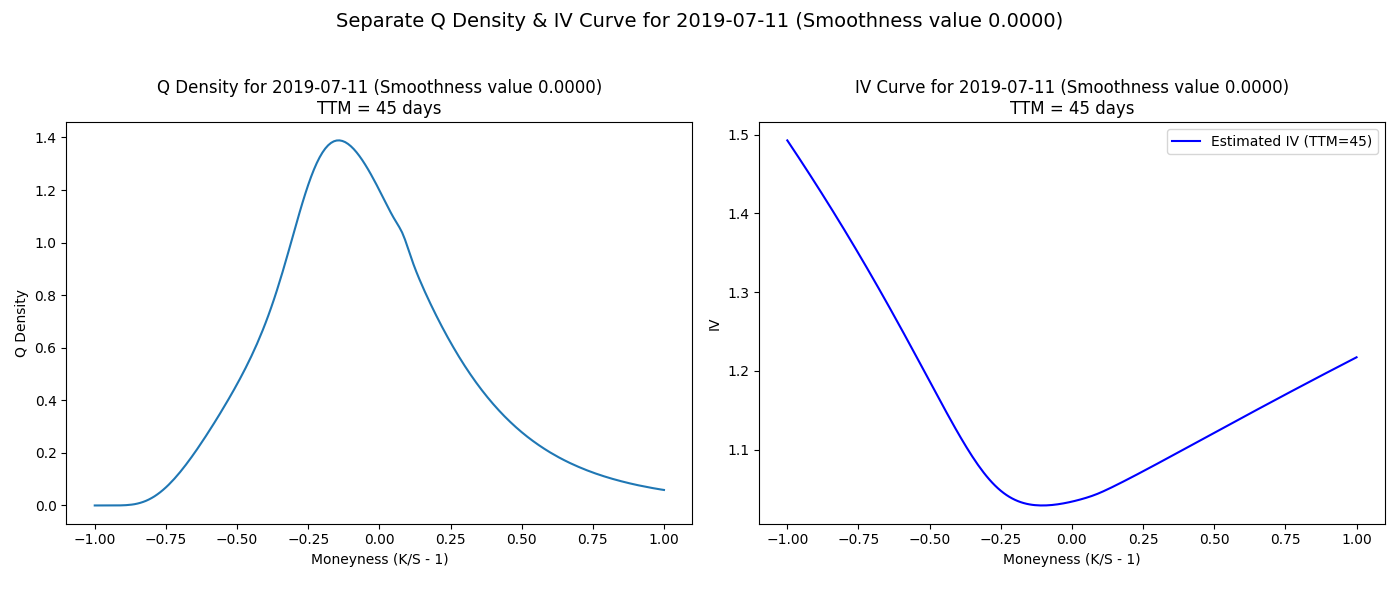 Separate Q Density & IV Curve for 2019-07-11 (Smoothness value 0.0000)
Q Density for 2019-07-11 (Smoothness value 0.0000)
TTM = 45 days
Q Density
1.4
1.2
1.0
0.8
0.6
0.4
0.2
0.0
−1.00 −0.75 −0.50 −0.25 0.00 0.25 0.50 0.75 1.00
Moneyness (K/S - 1)
IV Curve for 2019-07-11 (Smoothness value 0.0000)
TTM = 45 days
Estimated IV (TTM=45)
IV
1.5
1.4
1.3
1.2
1.1
−1.00 −0.75 −0.50 −0.25 0.00 0.25 0.50 0.75 1.00
Moneyness (K/S - 1)